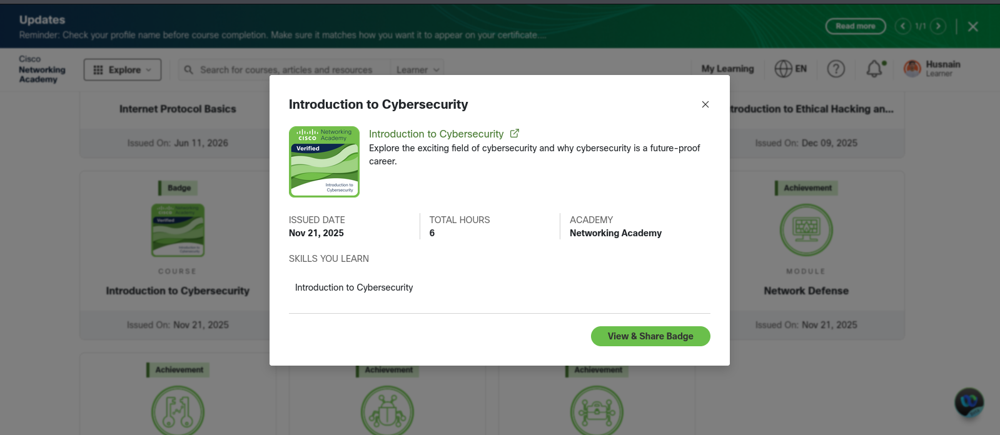 Updates
Reminder: Check your profile name before course completion. Make sure it matches how you want it to appear on your certificate....
Read more
1/1
Cisco
Networking
Academy
Explore
Search for courses, articles and resources
Learner
My Learning
EN
Husnain
Learner
Internet Protocol Basics
Issued On: Jun 11, 2026
troduction to Ethical Hacking an...
Issued On: Dec 09, 2025
Introduction to Cybersecurity
Networking
Academy
CISCO
Verified
Introduction to
Cybersecurity
Introduction to Cybersecurity
Explore the exciting field of cybersecurity and why cybersecurity is a future-proof
career.
ISSUED DATE
Nov 21, 2025
TOTAL HOURS
6
ACADEMY
Networking Academy
SKILLS YOU LEARN
Introduction to Cybersecurity
View & Share Badge
Badge
Networking
Academy
CISCO
Verified
Introduction to
Cybersecurity
COURSE
Introduction to Cybersecurity
Issued On: Nov 21, 2025
Achievement
MODULE
Network Defense
Issued On: Nov 21, 2025
Achievement
Achievement
Achievement